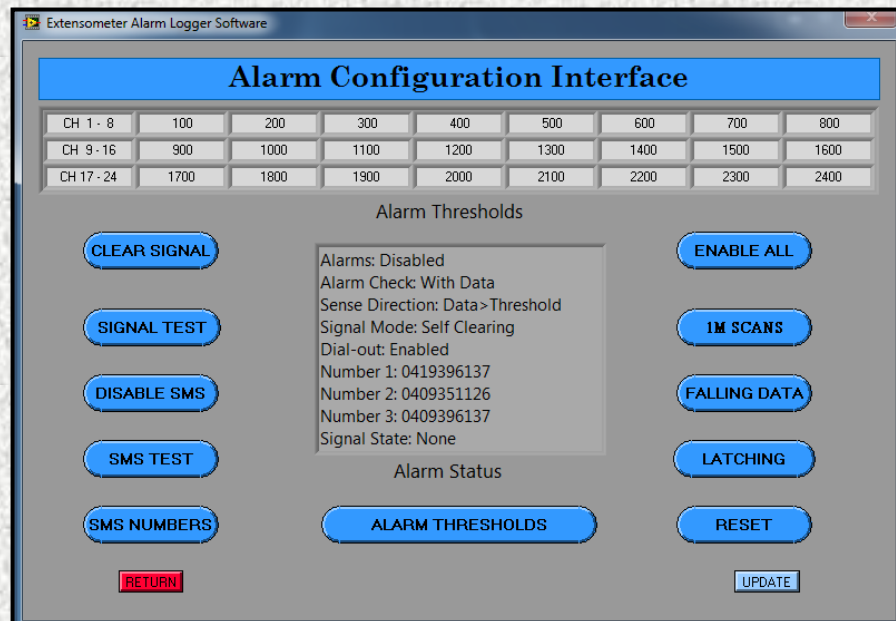 Extensometer Alarm Logger Software
Alarm Configuration Interface
CH 1 - 8 100 200 300 400 500 600 700 800
CH 9 - 16 900 1000 1100 1200 1300 1400 1500 1600
CH 17 - 24 1700 1800 1900 2000 2100 2200 2300 2400
Alarm Thresholds
CLEAR SIGNAL
SIGNAL TEST
DISABLE SMS
SMS TEST
SMS NUMBERS
RETURN
Alarms: Disabled
Alarm Check: With Data
Sense Direction: Data>Threshold
Signal Mode: Self Clearing
Dial-out: Enabled
Number 1: 0419396137
Number 2: 0409351126
Number 3: 0409396137
Signal State: None
Alarm Status
ALARM THRESHOLDS
ENABLE ALL
1M SCANS
FALLING DATA
LATCHING
RESET
UPDATE